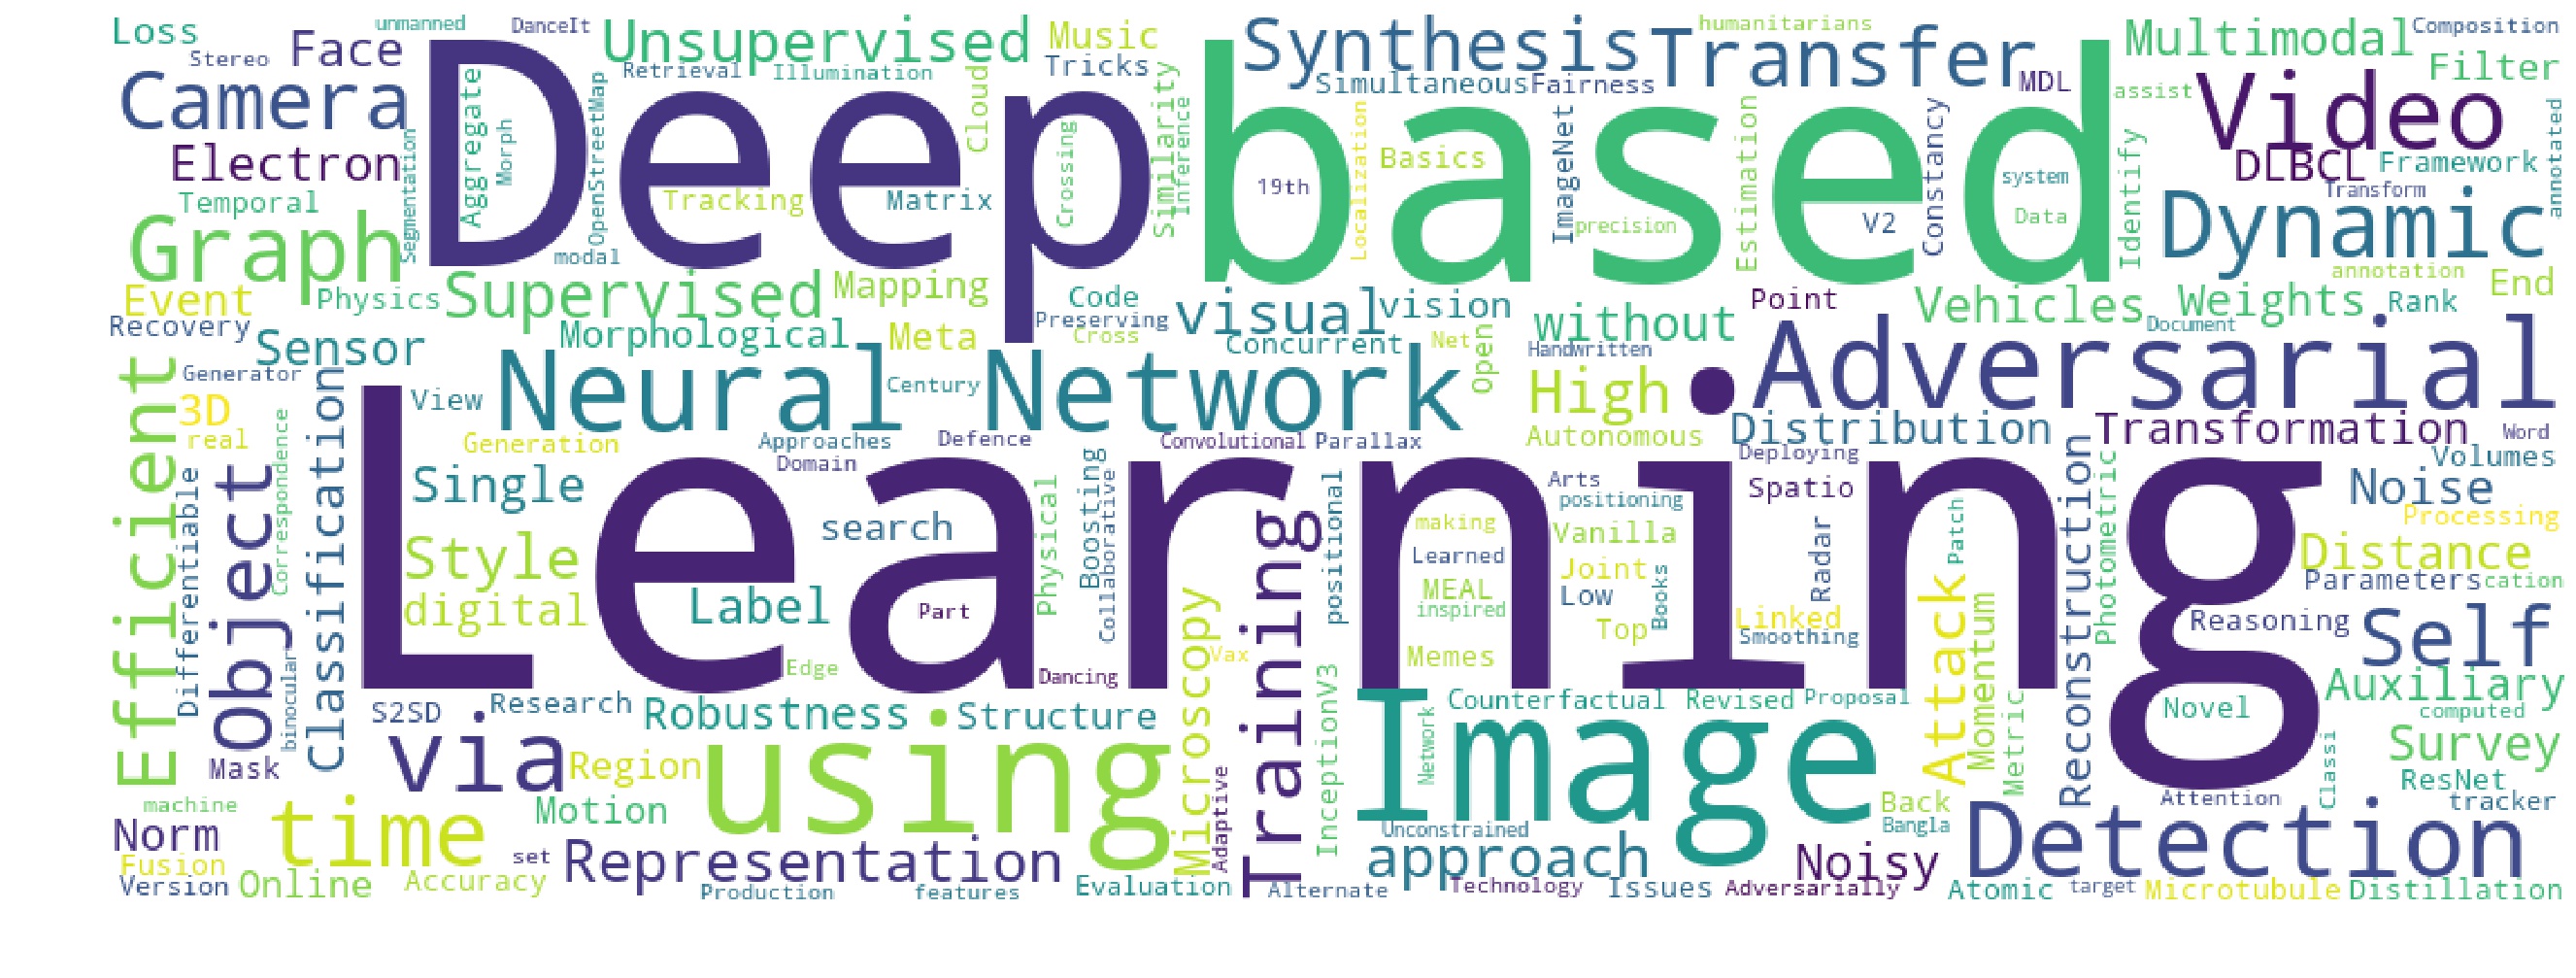 Loss
unmanned
DanceIt
Unsupervised
Music
Synthesis
humanitarians
Transfer
Multimodal
Composition
Stereo
Face
Retrieval
Illumination
Tricks
Simultaneous
Fairness
MDL
Filter
Camera
Deep
based
assist
Video
Electron
Segmentation
Aggregate
Morph
OpenStreetMap
Cloud
Crossing
Similarity
Inference
19th
Localization
Basics
ImageNet
precision
Estimation
V2
Constancy
system
Data
Identify
DLBCL
Framework
Transform
annotated
Temporal
Tracking
Matrix
Graph
modal
Dynamic
annotation
End
Event
Physics
Supervised
Mapping
Code
Preserving
visual
vision
without
Point
Vehicles
Weights
Rank
Recovery
Morphological
Meta
Cross
Concurrent
Net
Open
Handwritten
Document
Sensor
Generator
Neural Network
Century
View
High
Adversarial
Efficient
3D
real
Correspondence
Classification
Generation
Approaches
Defence
Convolutional
Parallax
Autonomous
Distribution
Transformation
Word
Domain
Deploying
Volumes
Object
Differentiable
binocular
Single
Learning
Boosting
Collaborative
Physical
Training
positional
Arts
positioning
Spatio
Noise
Processing
Style
search
making
Learned
Vanilla
Radar
Patch
Reconstruction
Photometric
Distance
digital
Label
Part
MEAL
inspired
Joint
Low
Books
Top
Linked
Smoothing
Attack
Momentum
Metric
Parameters
cation
Reasoning
Self
Edge
Dancing
Microscopy
Vax
Memes
Inceptionv3
S2SD
Research
Robustness
Structure
Counterfactual
Revised
Proposal
Novel
Auxiliary
computed
Mask
via
Region
using
Network
Image
Survey
Classi
ResNet
machine
time
Motion
Adaptive
Back
Attention
tracker
Norm
Unconstrained
Bangla
Detection
Fusion
set
Representation
approach
Noisy
Version
Online
Accuracy
Production
features
Evaluation
Alternate
Technology
Issues
Adversarially
Atomic
target
Microtubule
Distillation